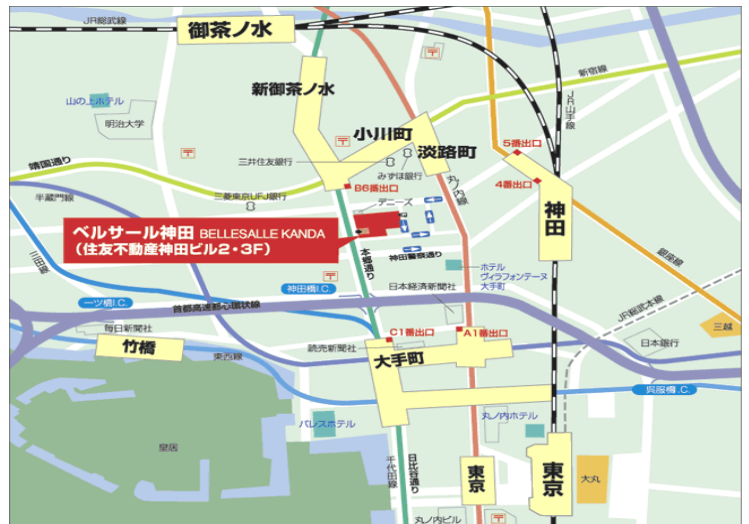 JR総武線
御茶ノ水
新御茶ノ水
小川町
淡路町
新宿線
JR山手線
山の上ホテル
明治大学
靖国通り
三井住友銀行
みずほ銀行
丸ノ内線
5番出口
4番出口
半蔵門線
三菱東京UFJ銀行
B6番出口
デニーズ
神田
ベルサール神田 BELLESALLE KANDA
(住友不動産神田ビル2・3F)
本郷通り
神田警察通り
三田線
ホテル
ヴィラフォンテーヌ
大手町
銀座線
神田橋I.C.
日本経済新聞社
一ツ橋I.C.
首都高速都心環状線
JR総武本線
毎日新聞社
C1番出口
A1番出口
三越
竹橋
東西線
読売新聞社
大手町
日本銀行
呉服橋I.C.
パレスホテル
丸ノ内ホテル
皇居
千代田線
日比谷通り
東京
東京
大丸
丸ノ内ビル